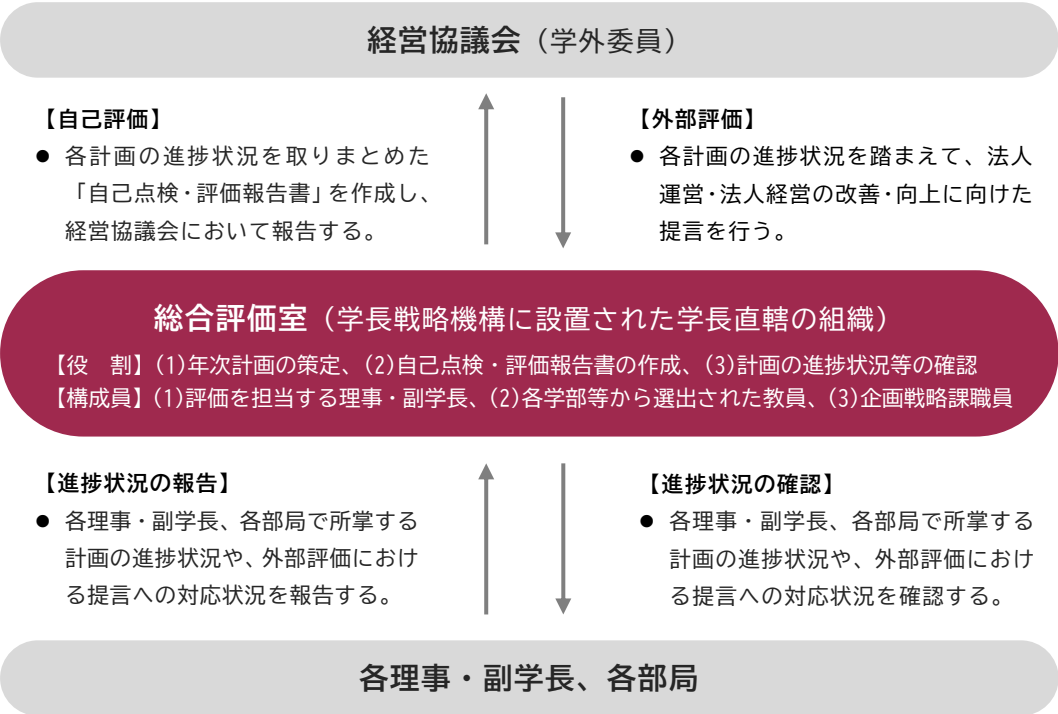 経営協議会（学外委員）
【自己評価】
● 各計画の進捗状況を取りまとめた
「自己点検・評価報告書」を作成し、
経営協議会において報告する。
【外部評価】
● 各計画の進捗状況を踏まえて、法人
運営・法人経営の改善・向上に向けた
提言を行う。
総合評価室（学長戦略機構に設置された学長直轄の組織）
【役　割】(1)年次計画の策定、(2)自己点検・評価報告書の作成、(3)計画の進捗状況等の確認
【構成員】(1)評価を担当する理事・副学長、(2)各学部等から選出された教員、(3)企画戦略課職員
【進捗状況の報告】
● 各理事・副学長、各部局で所掌する
計画の進捗状況や、外部評価におけ
る提言への対応状況を報告する。
【進捗状況の確認】
● 各理事・副学長、各部局で所掌する
計画の進捗状況や、外部評価におけ
る提言への対応状況を確認する。
各理事・副学長、各部局